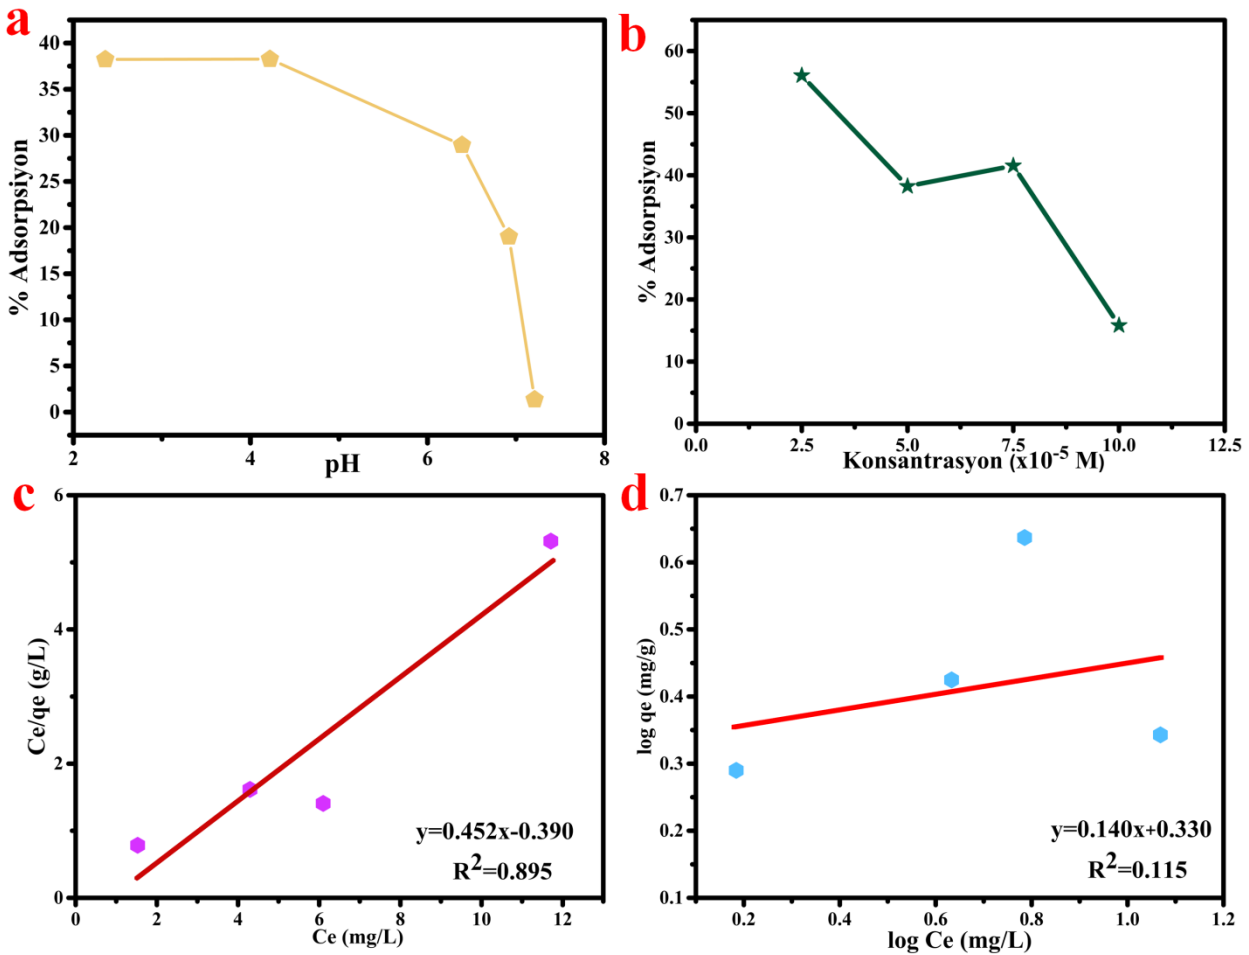 a
40
35
30
25
20
15
10
5
0
% Adsorpsiyon
2 4 6 8
pH
b
60
50
40
30
20
10
0
% Adsorpsiyon
0.0 2.5 5.0 7.5 10.0 12.5
Konsantrasyon (x10⁻⁵ M)
c
6
4
2
0
Ce/qe (g/L)
y=0.452x-0.390
R²=0.895
0 2 4 6 8 10 12
Ce (mg/L)
d
0.7
0.6
0.5
0.4
0.3
0.2
0.1
log qe (mg/g)
y=0.140x+0.330
R²=0.115
0.2 0.4 0.6 0.8 1.0 1.2
log Ce (mg/L)